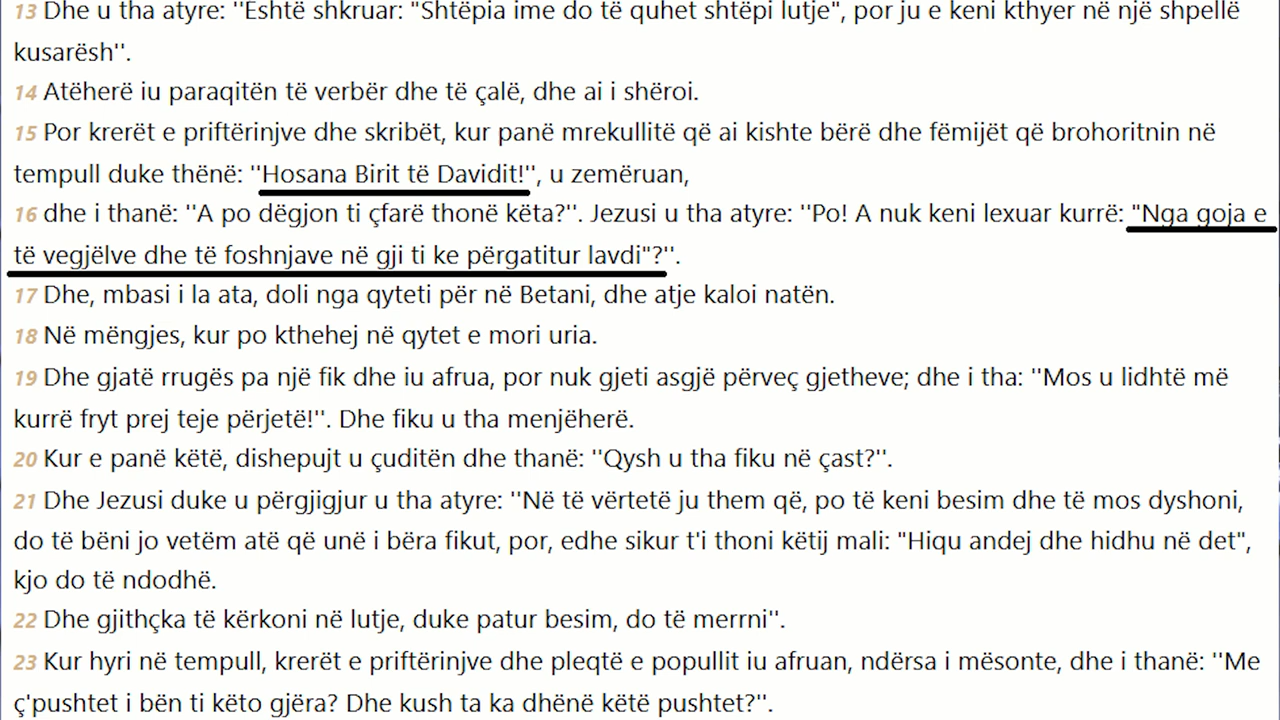 13 Dhe u tha atyre: ''Është shkruar: "Shtëpia ime do të quhet shtëpi lutje", por ju e keni kthyer në një shpellë
kusarësh''.
14 Atëherë iu paraqitën të verbër dhe të çalë, dhe ai i shëroi.
15 Por krerët e priftërinjve dhe skribët, kur panë mrekullitë që ai kishte bërë dhe fëmijët që brohoritnin në
tempull duke thënë: ''Hosana Birit të Davidit!'', u zemëruan,
16 dhe i thanë: ''A po dëgjon ti çfarë thonë këta?''. Jezusi u tha atyre: ''Po! A nuk keni lexuar kurrë: "Nga goja e
të vegjëlve dhe të foshnjave në gji ti ke përgatitur lavdi"?''.
17 Dhe, mbasi i la ata, doli nga qyteti për në Betani, dhe atje kaloi natën.
18 Në mëngjes, kur po kthehej në qytet e mori uria.
19 Dhe gjatë rrugës pa një fik dhe iu afrua, por nuk gjeti asgjë përveç gjetheve; dhe i tha: ''Mos u lidhtë më
kurrë fryt prej teje përjetë!''. Dhe fiku u tha menjëherë.
20 Kur e panë këtë, dishepujt u çuditën dhe thanë: ''Qysh u tha fiku në çast?''.
21 Dhe Jezusi duke u përgjigjur u tha atyre: ''Në të vërtetë ju them që, po të keni besim dhe të mos dyshoni,
do të bëni jo vetëm atë që unë i bëra fikut, por, edhe sikur t'i thoni këtij mali: "Hiqu andej dhe hidhu në det",
kjo do të ndodhë.
22 Dhe gjithçka të kërkoni në lutje, duke patur besim, do të merrni''.
23 Kur hyri në tempull, krerët e priftërinjve dhe pleqtë e popullit iu afruan, ndërsa i mësonte, dhe i thanë: ''Me
ç'pushtet i bën ti këto gjëra? Dhe kush ta ka dhënë këtë pushtet?''.